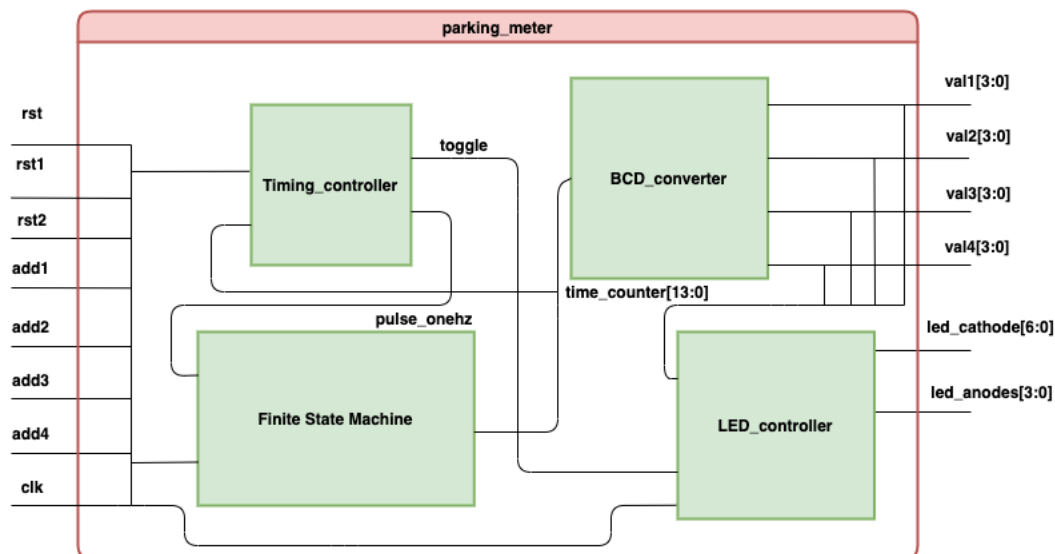 parking_meter
rst
rst1
rst2
add1
add2
add3
add4
clk
Timing_controller
toggle
pulse_onehz
Finite State Machine
BCD_converter
time_counter[13:0]
LED_controller
val1[3:0]
val2[3:0]
val3[3:0]
val4[3:0]
led_cathode[6:0]
led_anodes[3:0]